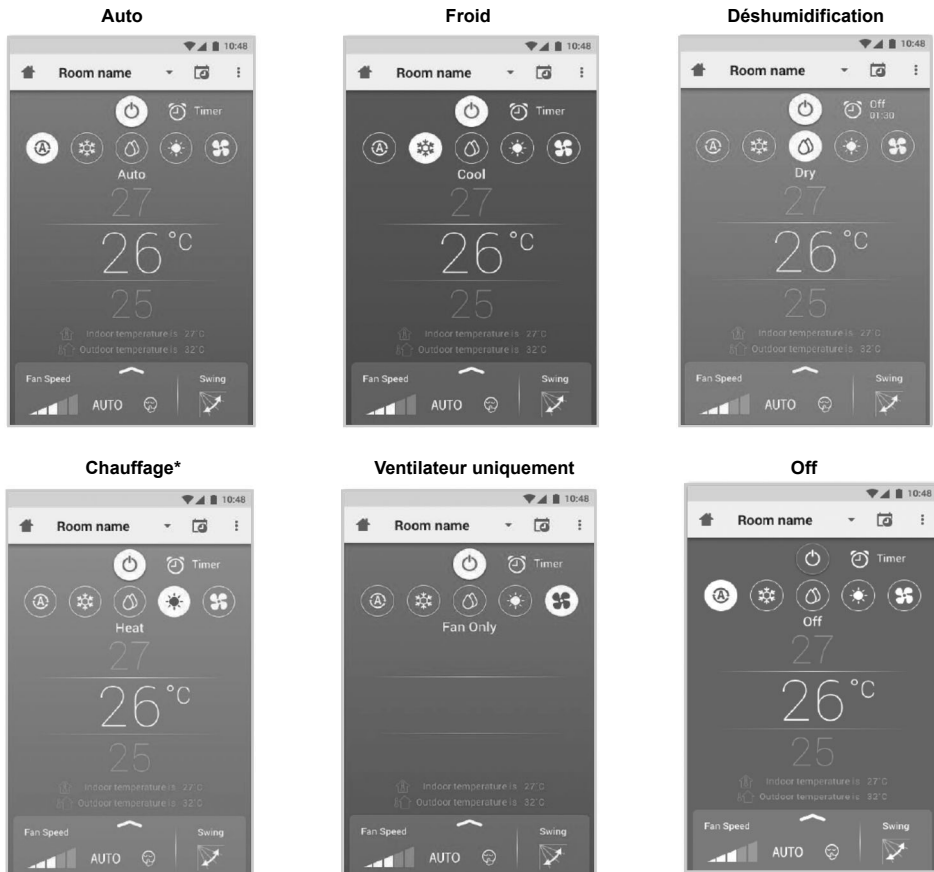 Auto
10:48
Room name
Timer
Auto
27
26°C
25
Indoor temperature is 27°C
Outdoor temperature is 32°C
Fan Speed
Swing
AUTO
Froid
10:48
Room name
Timer
Cool
27
26°C
25
Indoor temperature is 27°C
Outdoor temperature is 32°C
Fan Speed
Swing
AUTO
Déshumidification
10:48
Room name
Off
01:30
Dry
27
26°C
25
Indoor temperature is 27°C
Outdoor temperature is 32°C
Fan Speed
Swing
AUTO
Chauffage*
10:48
Room name
Timer
Heat
27
26°C
25
Indoor temperature is 27°C
Outdoor temperature is 32°C
Fan Speed
Swing
AUTO
Ventilateur uniquement
10:48
Room name
Timer
Fan Only
Indoor temperature is 27°C
Outdoor temperature is 32°C
Fan Speed
Swing
AUTO
Off
10:48
Room name
Timer
Off
27
26°C
25
Indoor temperature is 27°C
Outdoor temperature is 32°C
Fan Speed
Swing
AUTO